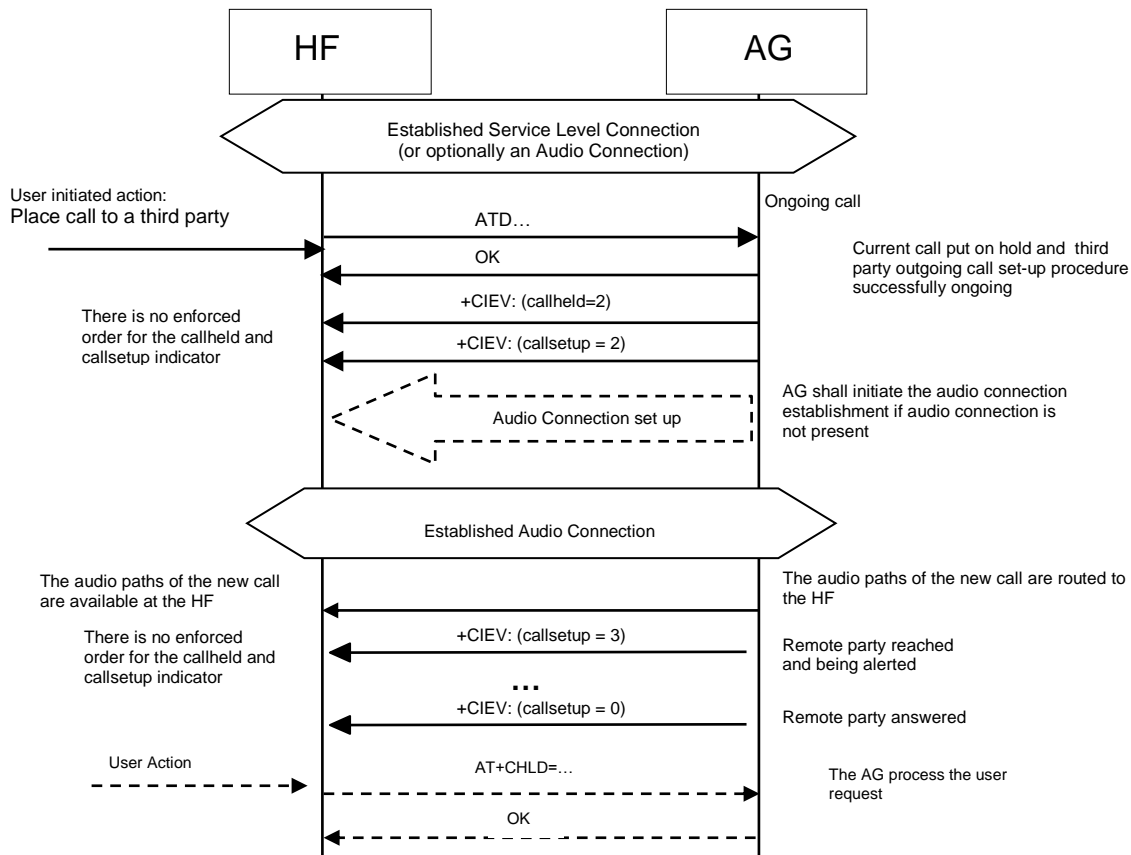 HF
AG
Established Service Level Connection
(or optionally an Audio Connection)
User initiated action:
Place call to a third party
Ongoing call
ATD…
OK
Current call put on hold and third
party outgoing call set-up procedure
successfully ongoing
+CIEV: (callheld=2)
There is no enforced
order for the callheld and
callsetup indicator
+CIEV: (callsetup = 2)
AG shall initiate the audio connection
establishment if audio connection is
not present
Audio Connection set up
Established Audio Connection
The audio paths of the new call
are available at the HF
The audio paths of the new call are routed to
the HF
There is no enforced
order for the callheld and
callsetup indicator
+CIEV: (callsetup = 3)
Remote party reached
and being alerted
…
+CIEV: (callsetup = 0)
Remote party answered
User Action
AT+CHLD=…
The AG process the user
request
OK